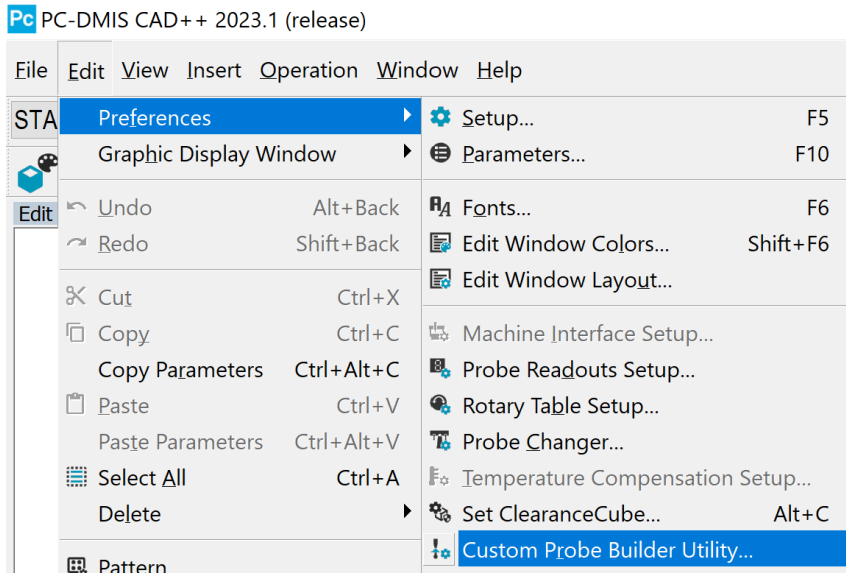 Pc PC-DMIS CAD++ 2023.1 (release)
File Edit View Insert Operation Window Help
STA
Edit
Preferences
Graphic Display Window
Undo Alt+Back
Redo Shift+Back
Cut Ctrl+X
Copy Ctrl+C
Copy Parameters Ctrl+Alt+C
Paste Ctrl+V
Paste Parameters Ctrl+Alt+V
Select All Ctrl+A
Delete
Pattern
Setup... F5
Parameters... F10
Fonts... F6
Edit Window Colors... Shift+F6
Edit Window Layout...
Machine Interface Setup...
Probe Readouts Setup...
Rotary Table Setup...
Probe Changer...
Temperature Compensation Setup...
Set ClearanceCube... Alt+C
Custom Probe Builder Utility...